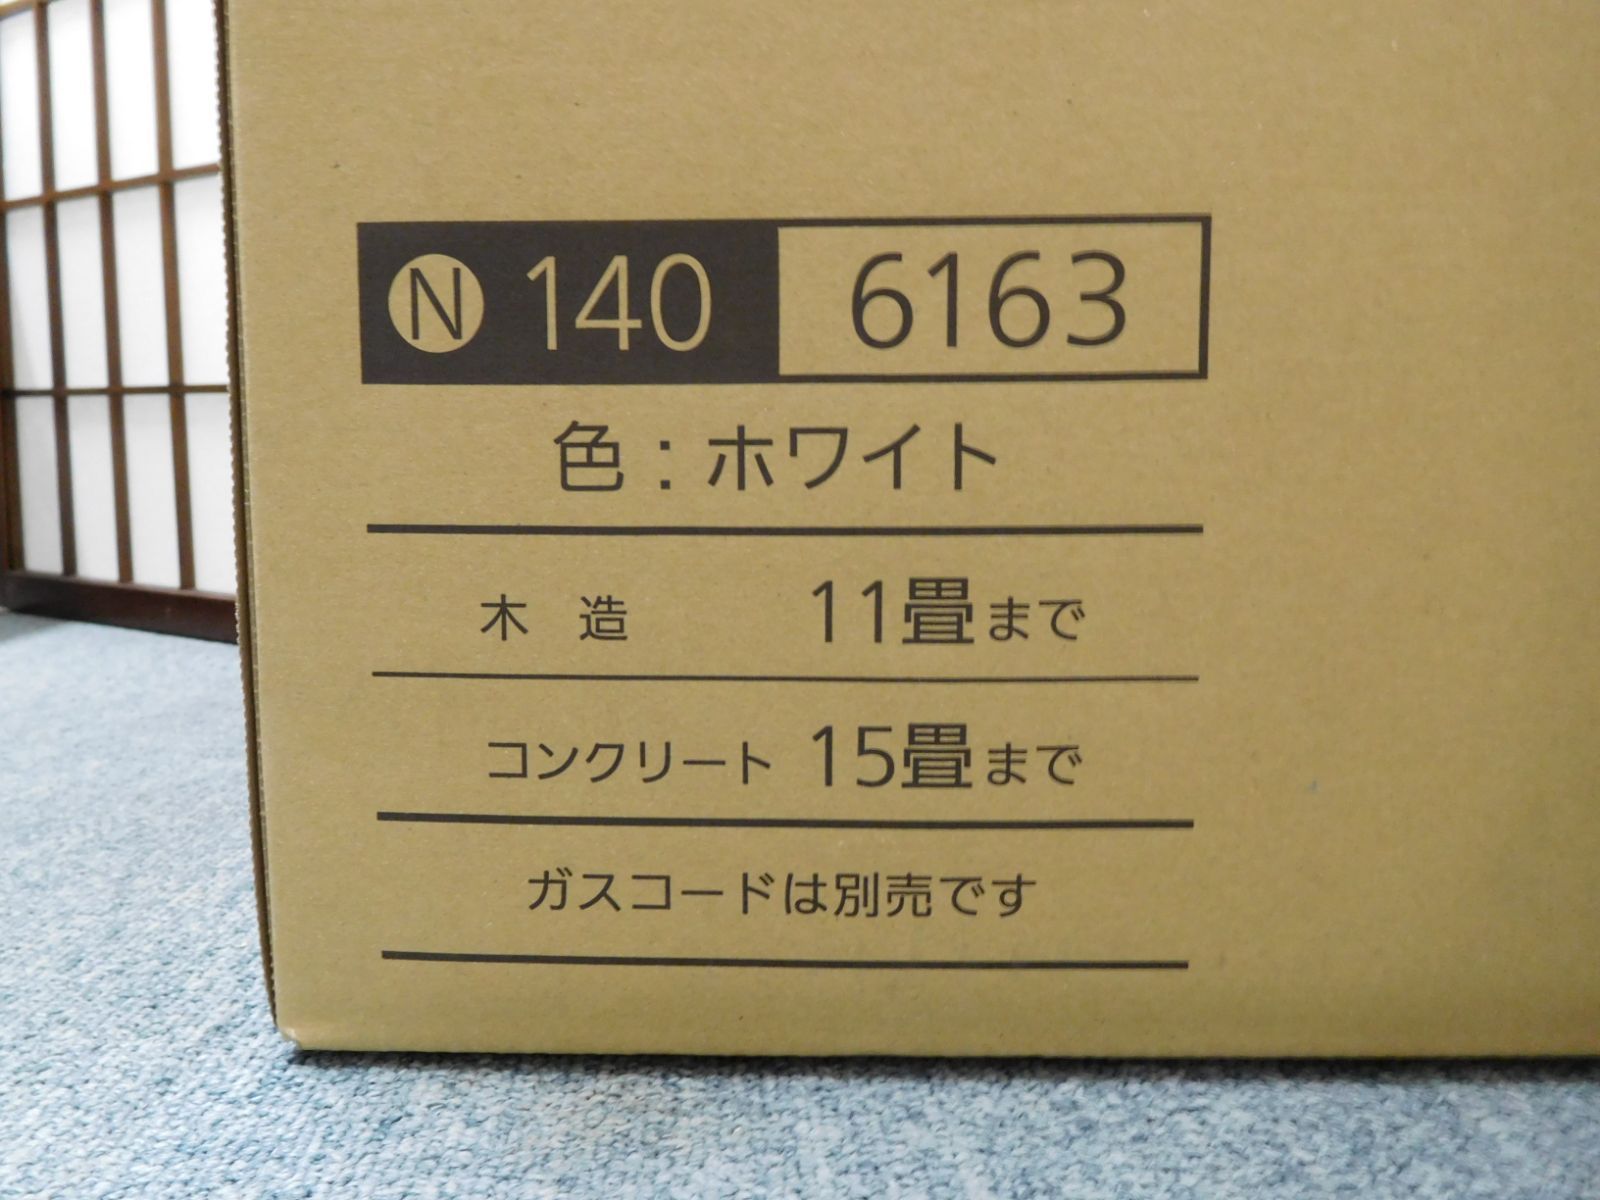 Ⓝ 140 6163
色：ホワイト
木造 11畳まで
コンクリート 15畳まで
ガスコードは別売です